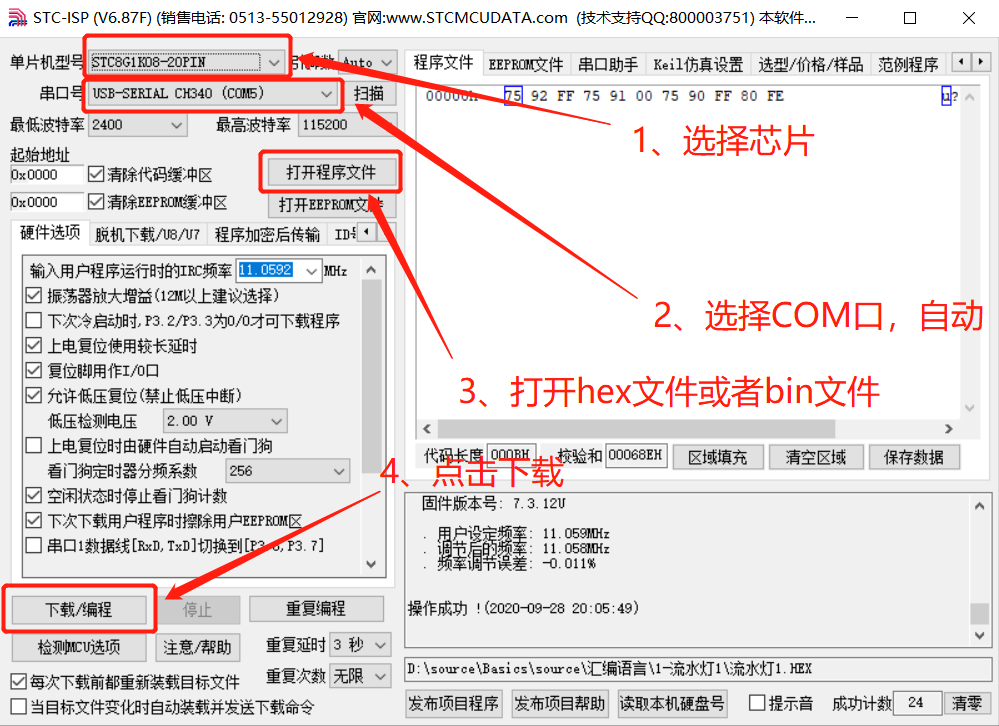 STC-ISP (V6.87F) (销售电话: 0513-55012928) 官网:www.STCMCUDATA.com (技术支持QQ:800003751) 本软件...
单片机型号 STC8G1K08-20PIN Auto
串口号 USB-SERIAL CH340 (COM5) 扫描
最低波特率 2400 最高波特率 115200
起始地址
0x0000 清除代码缓冲区 打开程序文件
0x0000 清除EEPROM缓冲区 打开EEPROM文件
硬件选项 脱机下载/U8/U7 程序加密后传输 ID号
输入用户程序运行时的IRC频率 11.0592 MHz
振荡器放大增益(12M以上建议选择)
下次冷启动时,P3.2/P3.3为0/0才可下载程序
上电复位使用较长延时
复位脚用作I/O口
允许低压复位(禁止低压中断)
低压检测电压 2.00 V
上电复位时由硬件自动启动看门狗
看门狗定时器分频系数 256
空闲状态时停止看门狗计数
下次下载用户程序时擦除用户EEPROM区
串口1数据线[RxD,TxD]切换到[P3.6,P3.7]
下载/编程 停止 重复编程
检测MCU选项 注意/帮助 重复延时 3 秒
重复次数 无限
每次下载前都重新装载目标文件
当目标文件变化时自动装载并发送下载命令
程序文件 EEPROM文件 串口助手 Keil仿真设置 选型/价格/样品 范例程序
00000H 75 92 FF 75 91 00 75 90 FF 80 FE u?
1、选择芯片
2、选择COM口，自动
3、打开hex文件或者bin文件
4、点击下载
代码长度 000BH 校验和 00068EH 区域填充 清空区域 保存数据
固件版本号: 7.3.12U
. 用户设定频率: 11.059MHz
. 调节后的频率: 11.058MHz
. 频率调节误差: -0.011%
操作成功 !(2020-09-28 20:05:49)
D:\source\Basics\source\汇编语言\1-流水灯1\流水灯1.HEX
发布项目程序 发布项目帮助 读取本机硬盘号 提示音 成功计数 24 清零